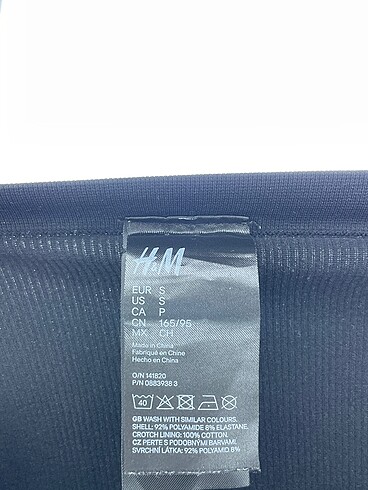 H&M
EUR S
US S
CA P
CN 165/95
MX CH
Made in China
Fabriqué en Chine
Hecho en China
O/N 141820
P/N 0883938 3
40
GB WASH WITH SIMILAR COLOURS.
SHELL: 92% POLYAMIDE 8% ELASTANE.
CROTCH LINING: 100% COTTON.
CZ PERTE S PODOBNÝMI BARVAMI.
SVRCHNÍ LÁTKA: 92% POLYAMID 8%